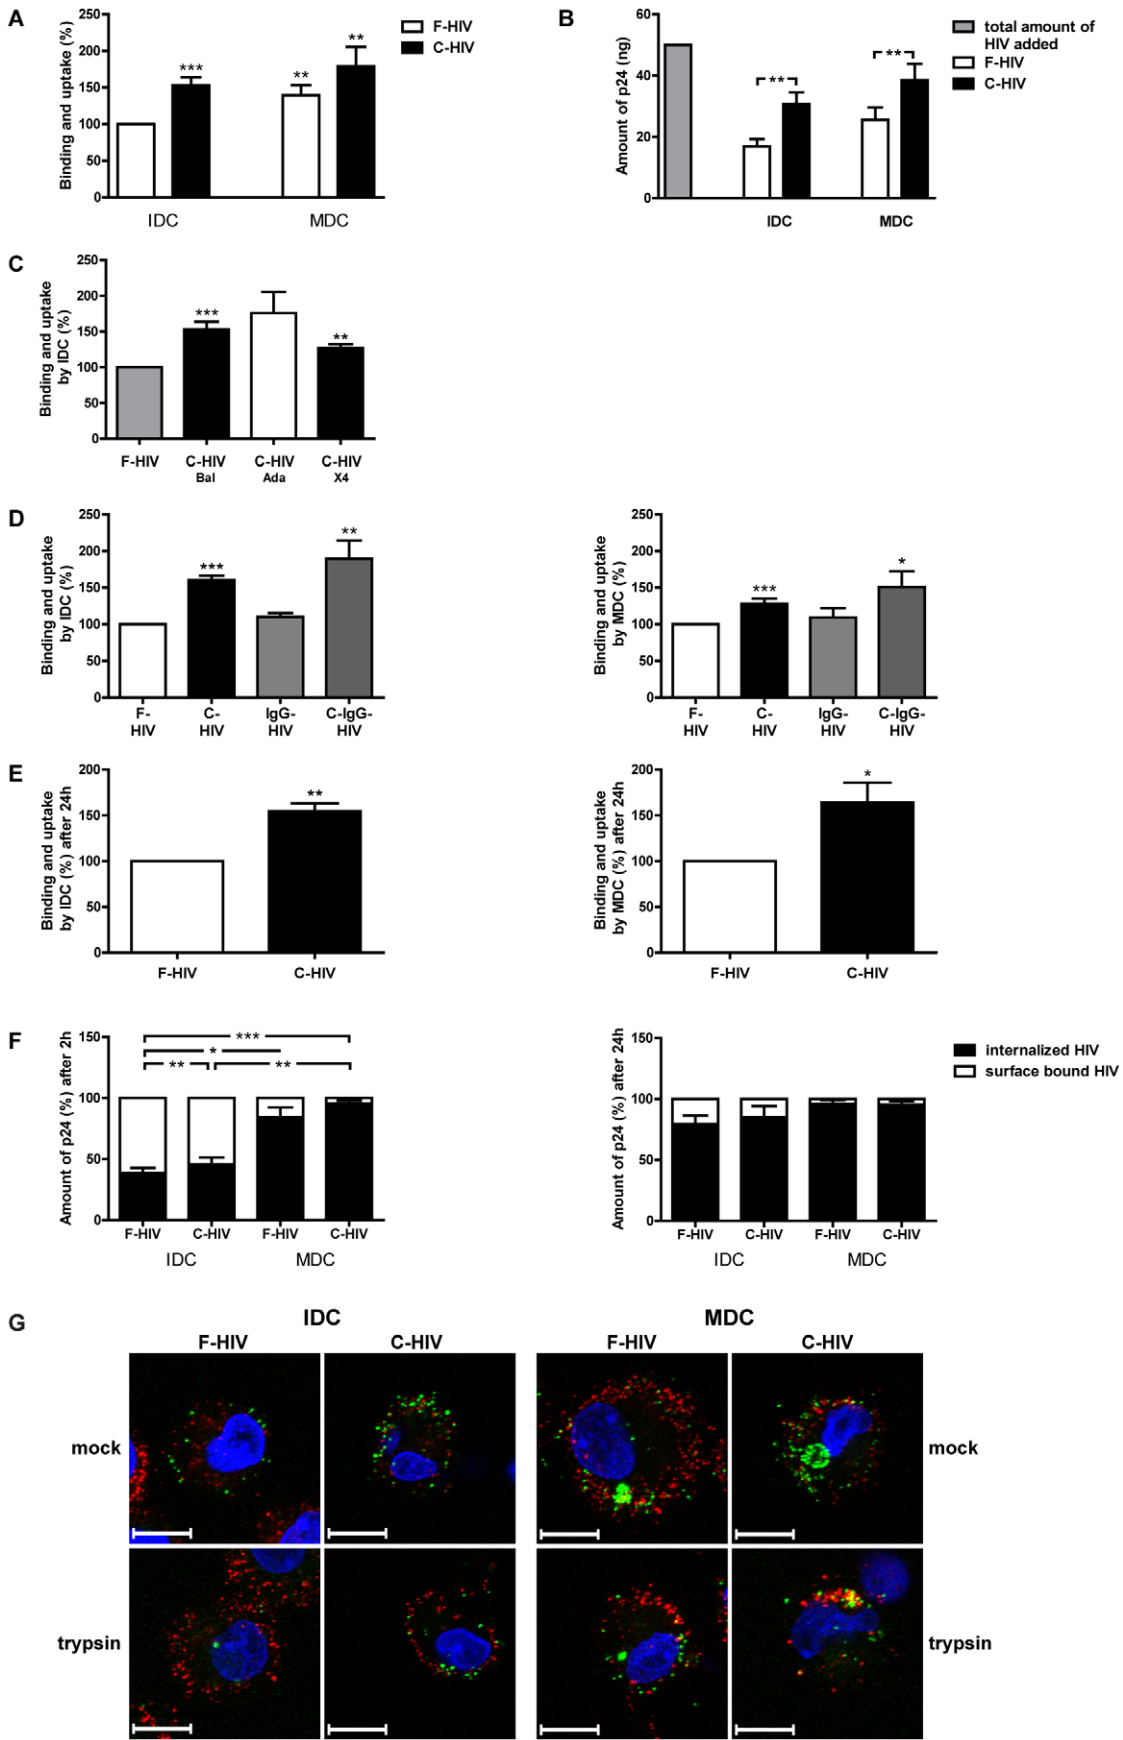 A
Binding and uptake (%)
250
200
150
100
50
0
***
**
**
IDC
MDC
F-HIV
C-HIV
B
Amount of p24 (ng)
60
40
20
0
**
**
IDC
MDC
total amount of
HIV added
F-HIV
C-HIV
C
Binding and uptake
by IDC (%)
250
200
150
100
50
0
***
**
F-HIV
C-HIV
Bal
C-HIV
Ada
C-HIV
X4
D
Binding and uptake
by IDC (%)
250
200
150
100
50
0
***
**
F-
HIV
C-
HIV
IgG-
HIV
C-IgG-
HIV
Binding and uptake
by MDC (%)
250
200
150
100
50
0
***
*
F-
HIV
C-
HIV
IgG-
HIV
C-IgG-
HIV
E
Binding and uptake
by IDC (%) after 24h
200
150
100
50
0
**
F-HIV
C-HIV
Binding and uptake
by MDC (%) after 24h
200
150
100
50
0
*
F-HIV
C-HIV
F
Amount of p24 (%) after 2h
150
100
50
0
***
*
**
**
F-HIV
C-HIV
F-HIV
C-HIV
IDC
MDC
Amount of p24 (%) after 24h
150
100
50
0
F-HIV
C-HIV
F-HIV
C-HIV
IDC
MDC
internalized HIV
surface bound HIV
G
IDC
MDC
F-HIV
C-HIV
F-HIV
C-HIV
mock
mock
trypsin
trypsin